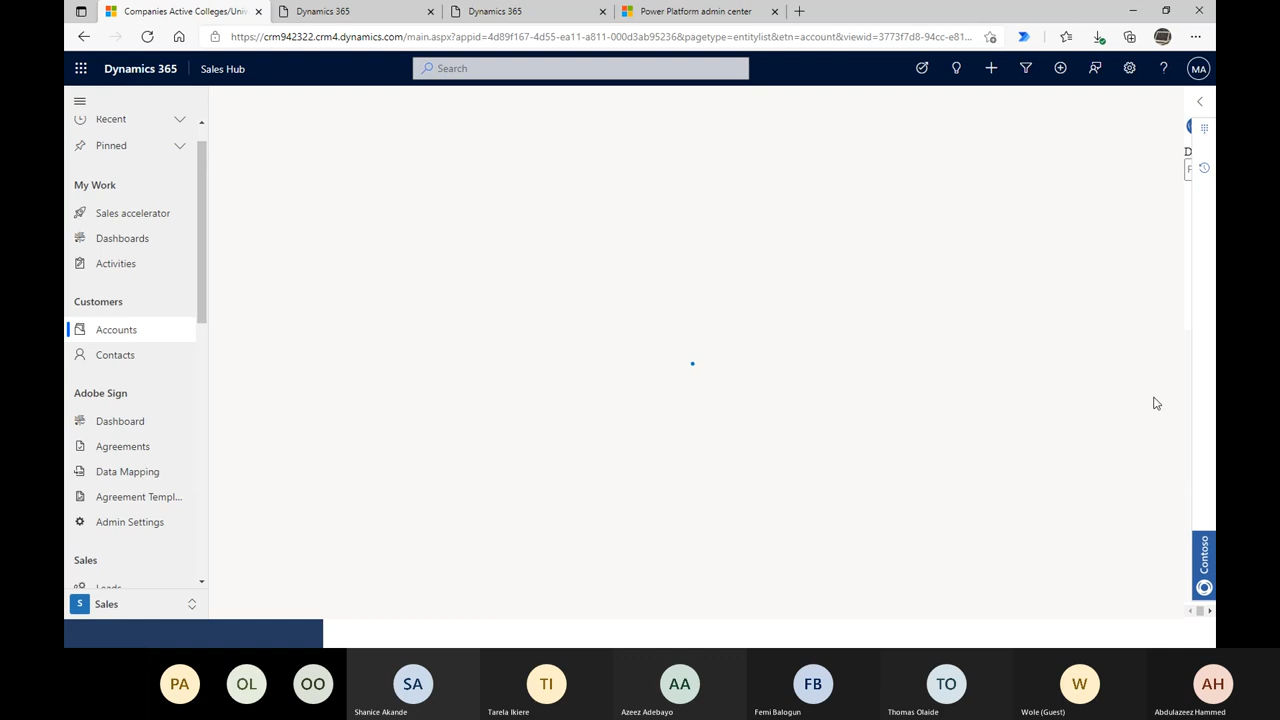 Companies Active Colleges/Univ
Dynamics 365
Dynamics 365
Power Platform admin center
https://crm942322.crm4.dynamics.com/main.aspx?appid=4d89f167-4d55-ea11-a811-000d3ab95236&pagetype=entitylist&etn=account&viewid=3773f7d8-94cc-e81...
Dynamics 365
Sales Hub
Search
MA
Recent
Pinned
My Work
Sales accelerator
Dashboards
Activities
Customers
Accounts
Contacts
Adobe Sign
Dashboard
Agreements
Data Mapping
Agreement Templ...
Admin Settings
Sales
Leads
S Sales
D
Contoso
PA
OL
OO
SA
Shanice Akande
TI
Tarela Ikiere
AA
Azeez Adebayo
FB
Femi Balogun
TO
Thomas Olaide
W
Wole (Guest)
AH
Abdulazeez Hammed